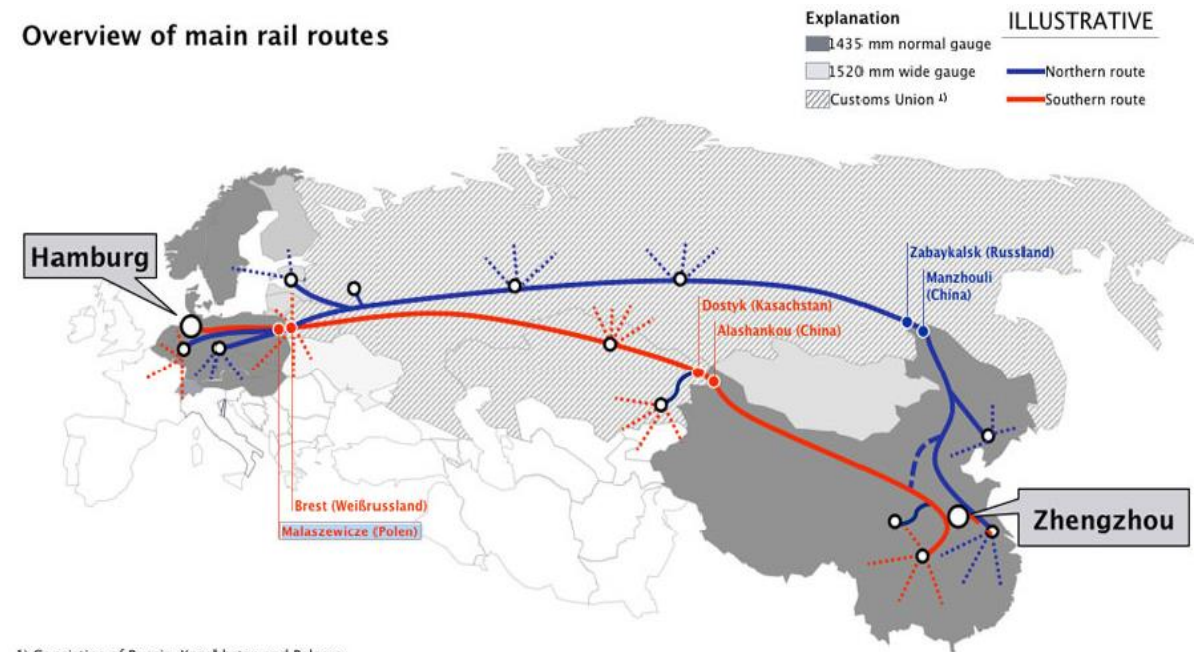 Overview of main rail routes
Explanation
ILLUSTRATIVE
1435 mm normal gauge
1520 mm wide gauge
Customs Union 1)
Northern route
Southern route
Hamburg
Zabaykalsk (Russland)
Manzhouli
(China)
Dostyk (Kasachstan)
Alashankou (China)
Brest (Weißrussland)
Malaszewicze (Polen)
Zhengzhou